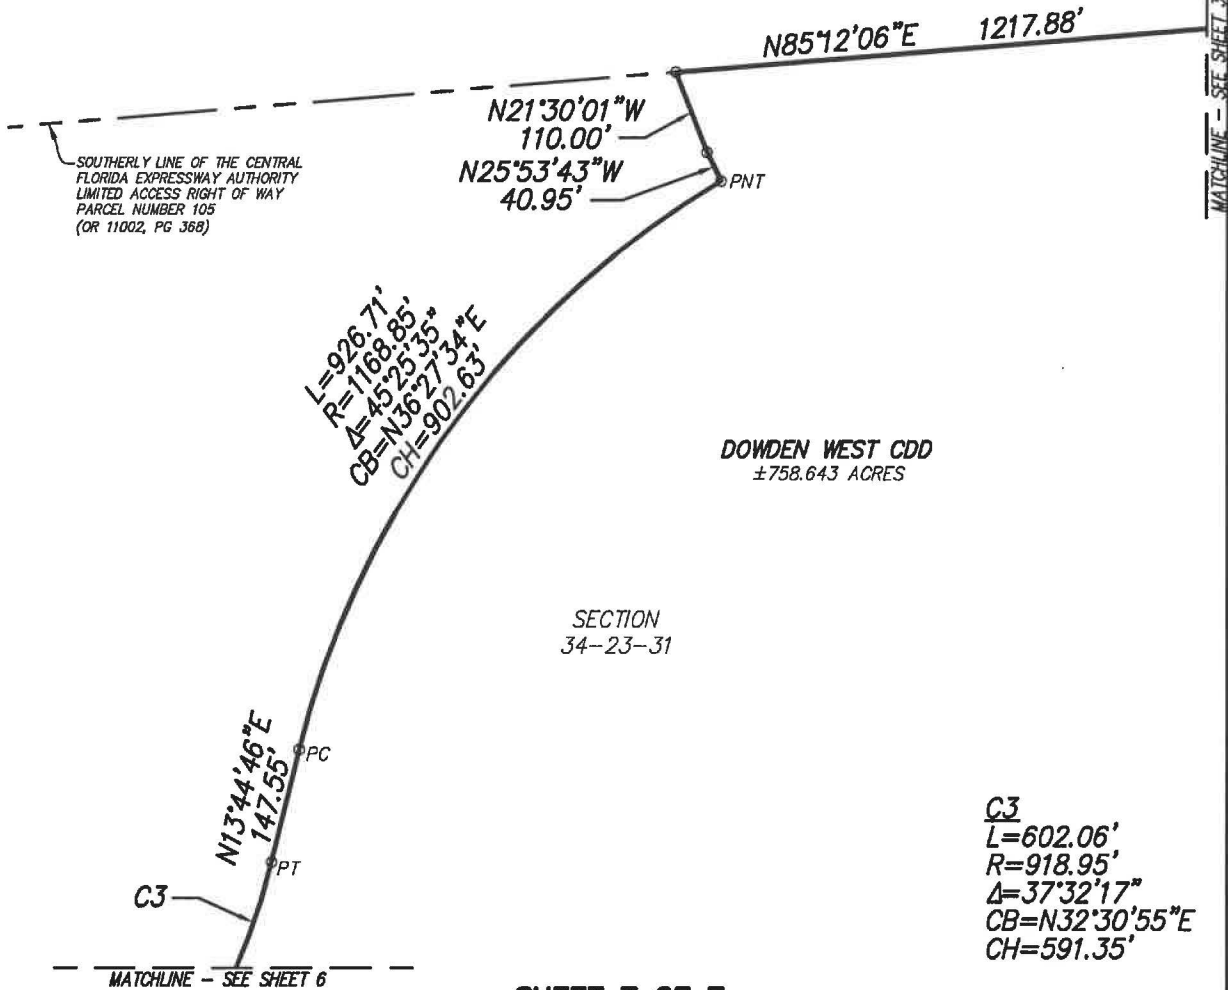 N85°12'06"E 1217.88'
MATCHLINE - SEE SHEET 3
N21°30'01"W
110.00'
N25°53'43"W
40.95'
PNT
SOUTHERLY LINE OF THE CENTRAL
FLORIDA EXPRESSWAY AUTHORITY
LIMITED ACCESS RIGHT OF WAY
PARCEL NUMBER 105
(OR 11002, PG 368)
L=926.71'
R=1168.85'
Δ=45°25'35"
CB=N36°27'34"E
CH=902.63'
DOWDEN WEST CDD
±758.643 ACRES
SECTION
34-23-31
PC
N13°44'46"E
147.55'
PT
C3
C3
L=602.06'
R=918.95'
Δ=37°32'17"
CB=N32°30'55"E
CH=591.35'
MATCHLINE - SEE SHEET 6